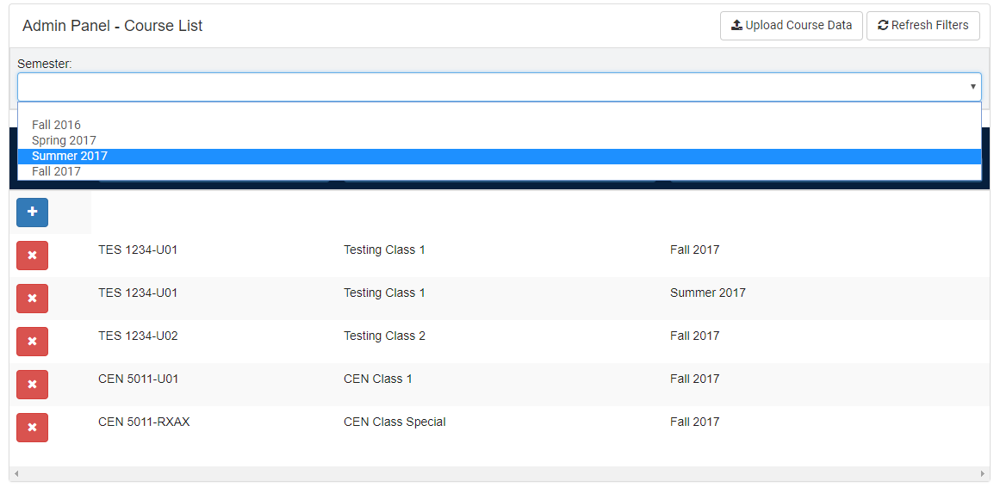 Admin Panel - Course List
Upload Course Data
Refresh Filters
Semester:
Fall 2016
Spring 2017
Summer 2017
Fall 2017
TES 1234-U01 Testing Class 1 Fall 2017
TES 1234-U01 Testing Class 1 Summer 2017
TES 1234-U02 Testing Class 2 Fall 2017
CEN 5011-U01 CEN Class 1 Fall 2017
CEN 5011-RXAX CEN Class Special Fall 2017